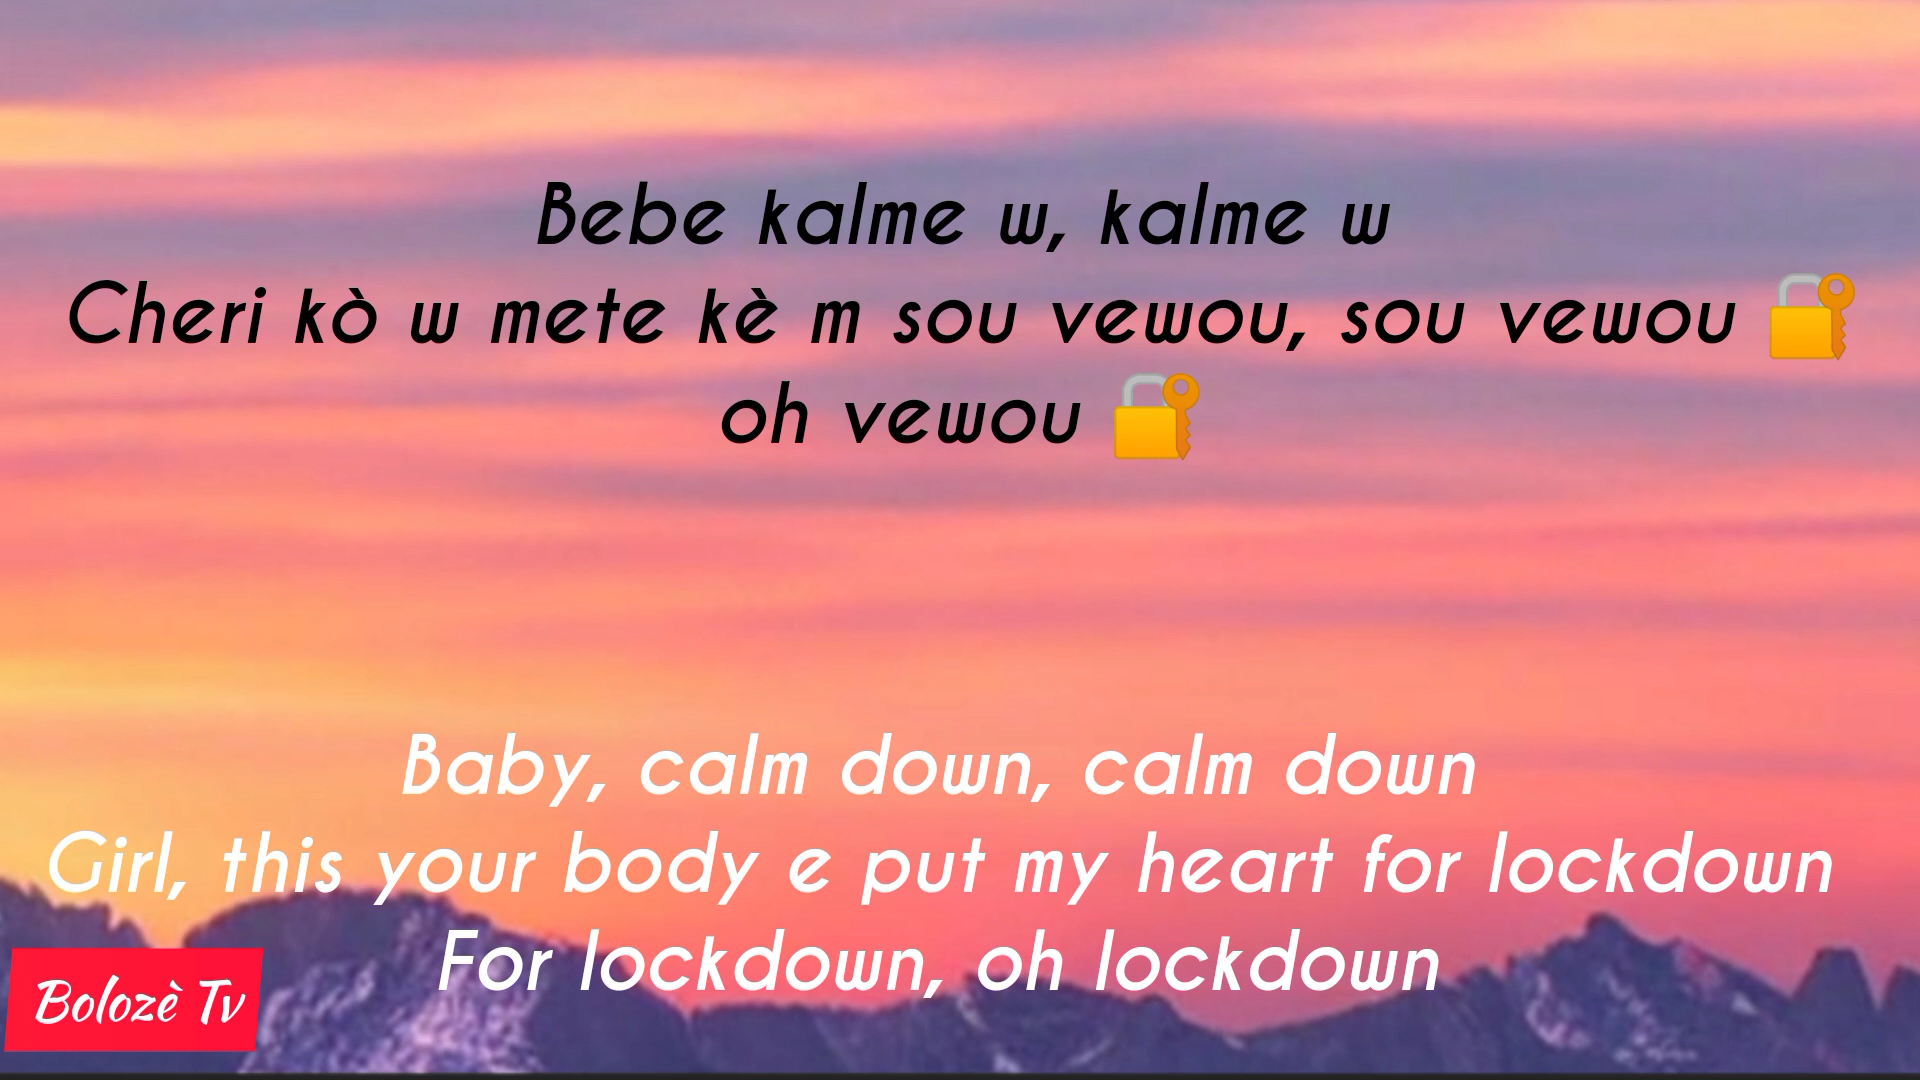 Bebe kalme w, kalme w
Cheri kò w mete kè m sou vewou, sou vewou 🔐
oh vewou 🔐
Baby, calm down, calm down
Girl, this your body e put my heart for lockdown
For lockdown, oh lockdown
Bolozè Tv